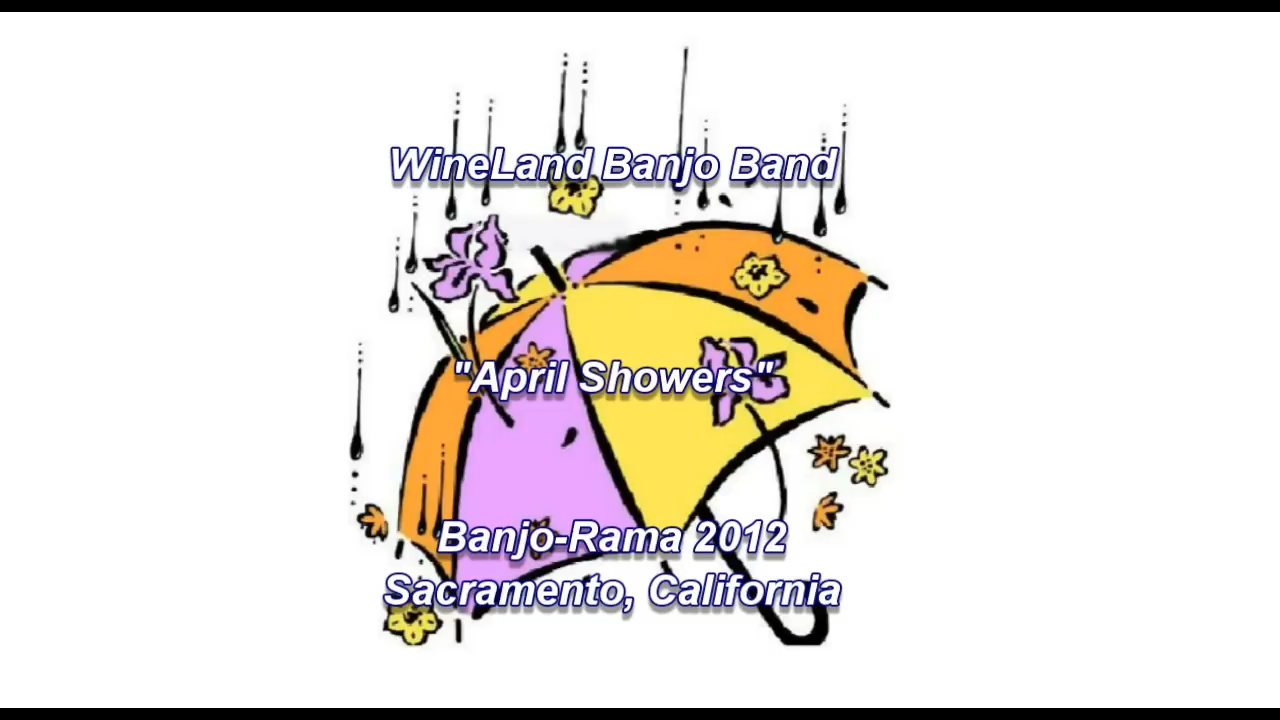 WineLand Banjo Band
"April Showers"
Banjo-Rama 2012
Sacramento, California